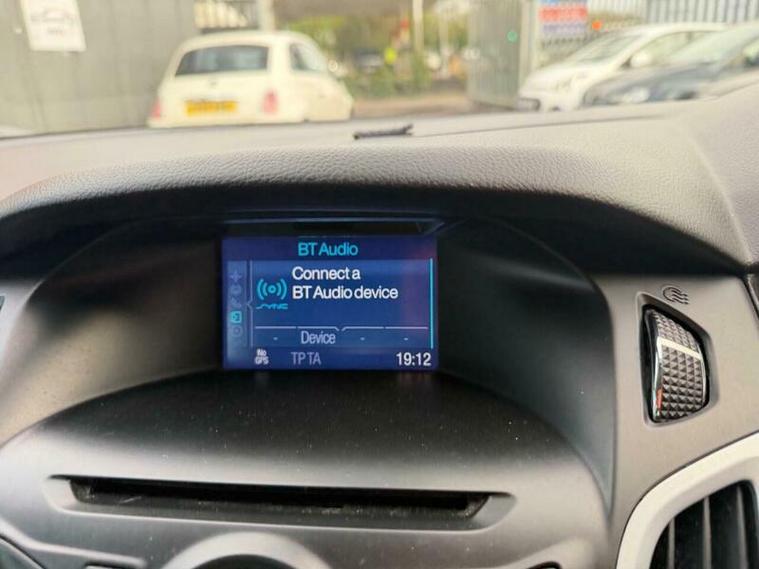 BT Audio
Connect a
BT Audio device
SYNC
- Device - -
No
GPS
TP TA
19:12